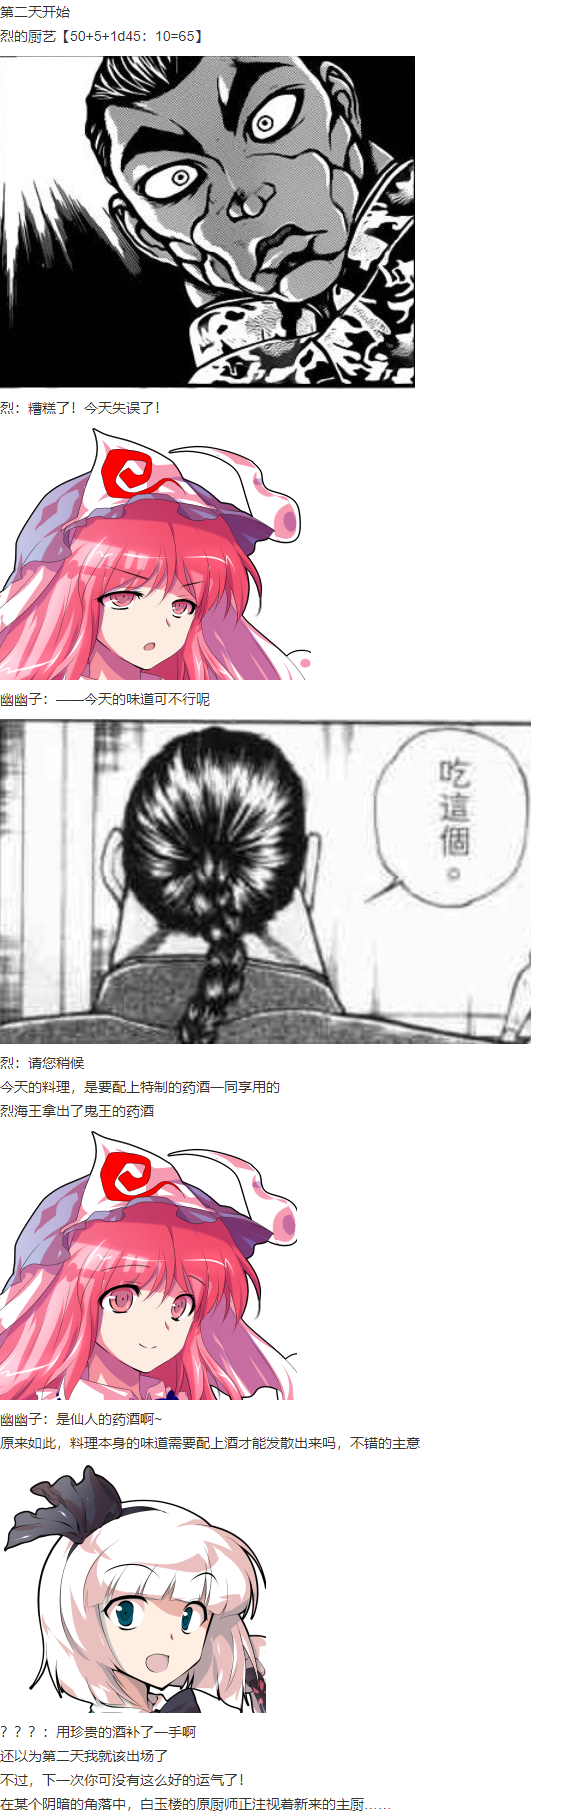 第二天开始
烈的厨艺【50+5+1d45：10=65】
烈：糟糕了！今天失误了！
幽幽子：——今天的味道可不行呢
吃這個。
烈：请您稍候
今天的料理，是要配上特制的药酒一同享用的
烈海王拿出了鬼王的药酒
幽幽子：是仙人的药酒啊~
原来如此，料理本身的味道需要配上酒才能发散出来吗，不错的主意
？？？：用珍贵的酒补了一手啊
还以为第二天我就该出场了
不过，下一次你可没有这么好的运气了！
在某个阴暗的角落中，白玉楼的原厨师正注视着新来的主厨……